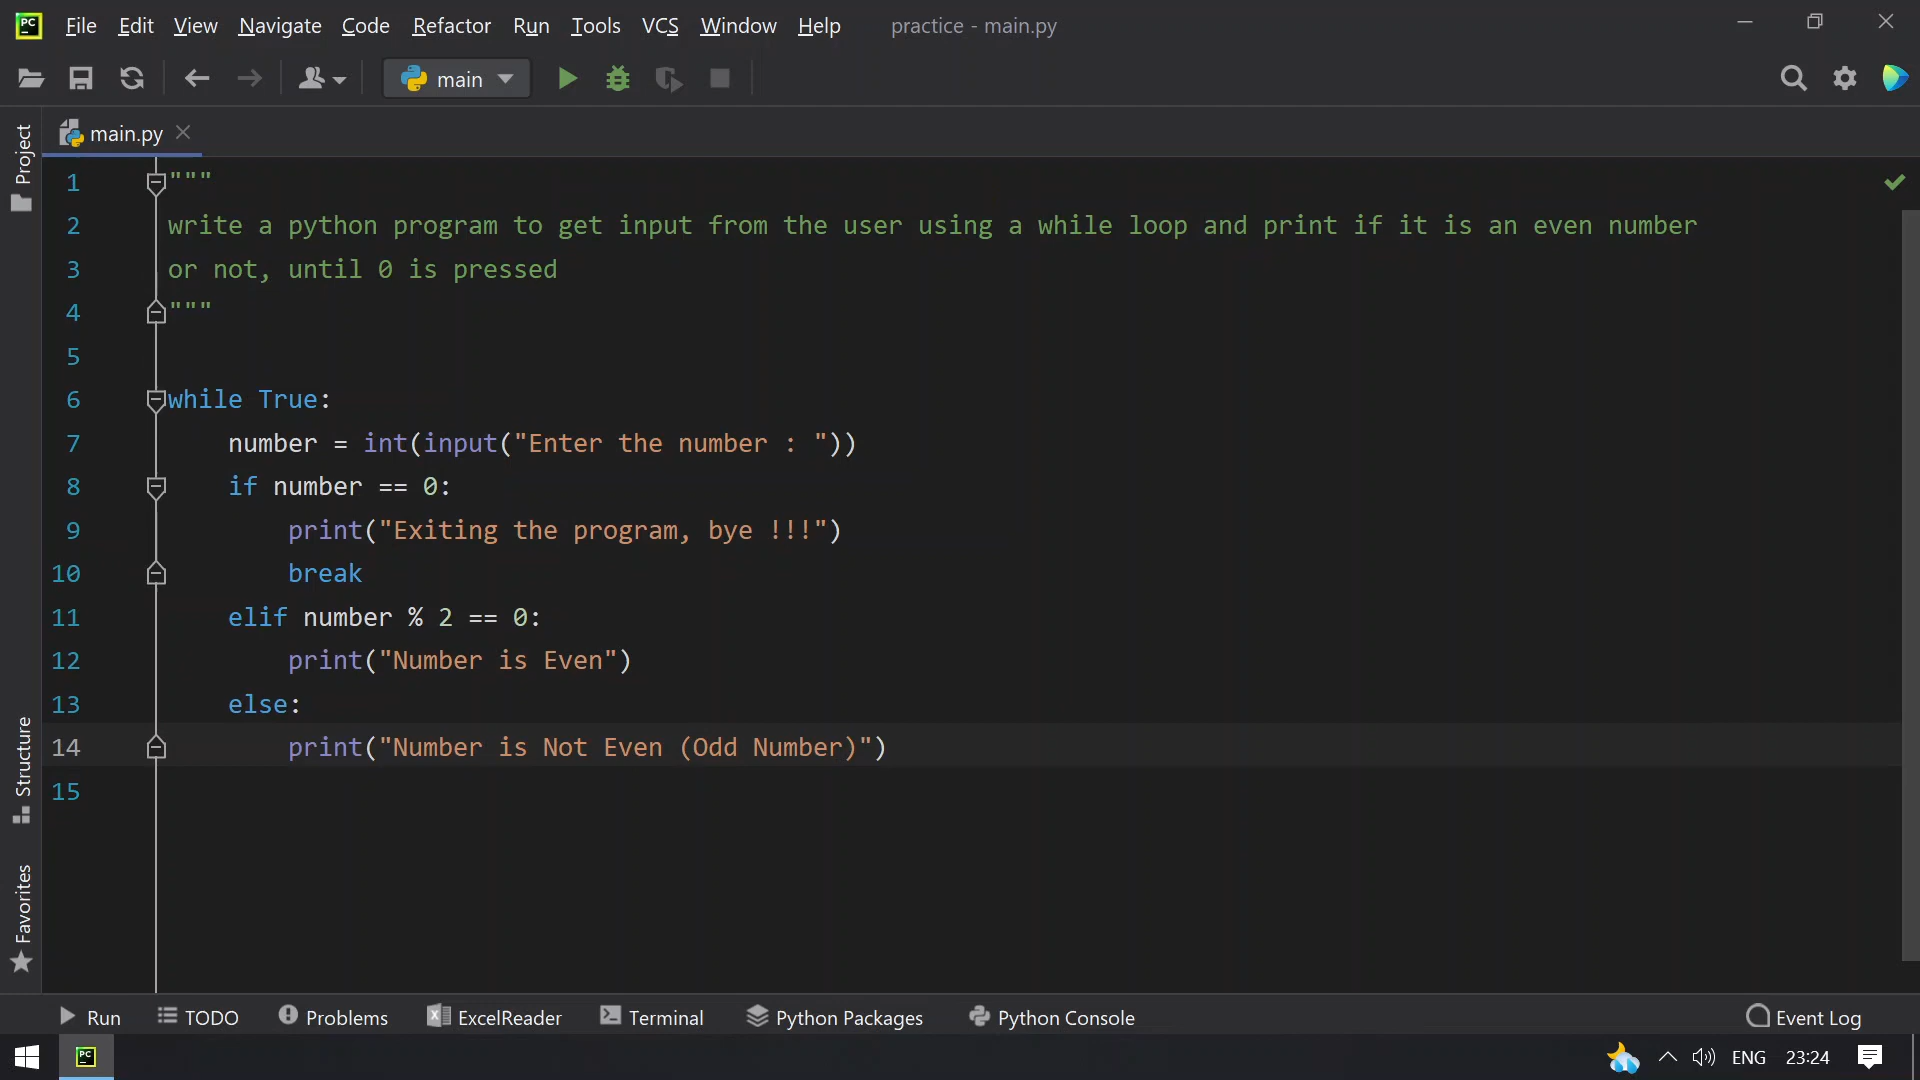 PC File Edit View Navigate Code Refactor Run Tools VCS Window Help practice - main.py
main
Project
main.py
1 """
2 write a python program to get input from the user using a while loop and print if it is an even number
3 or not, until 0 is pressed
4 """
5
6 while True:
7     number = int(input("Enter the number : "))
8     if number == 0:
9         print("Exiting the program, bye !!!")
10         break
11     elif number % 2 == 0:
12         print("Number is Even")
13     else:
14         print("Number is Not Even (Odd Number)")
15
Structure
Favorites
Run TODO Problems ExcelReader Terminal Python Packages Python Console Event Log
PC ENG 23:24